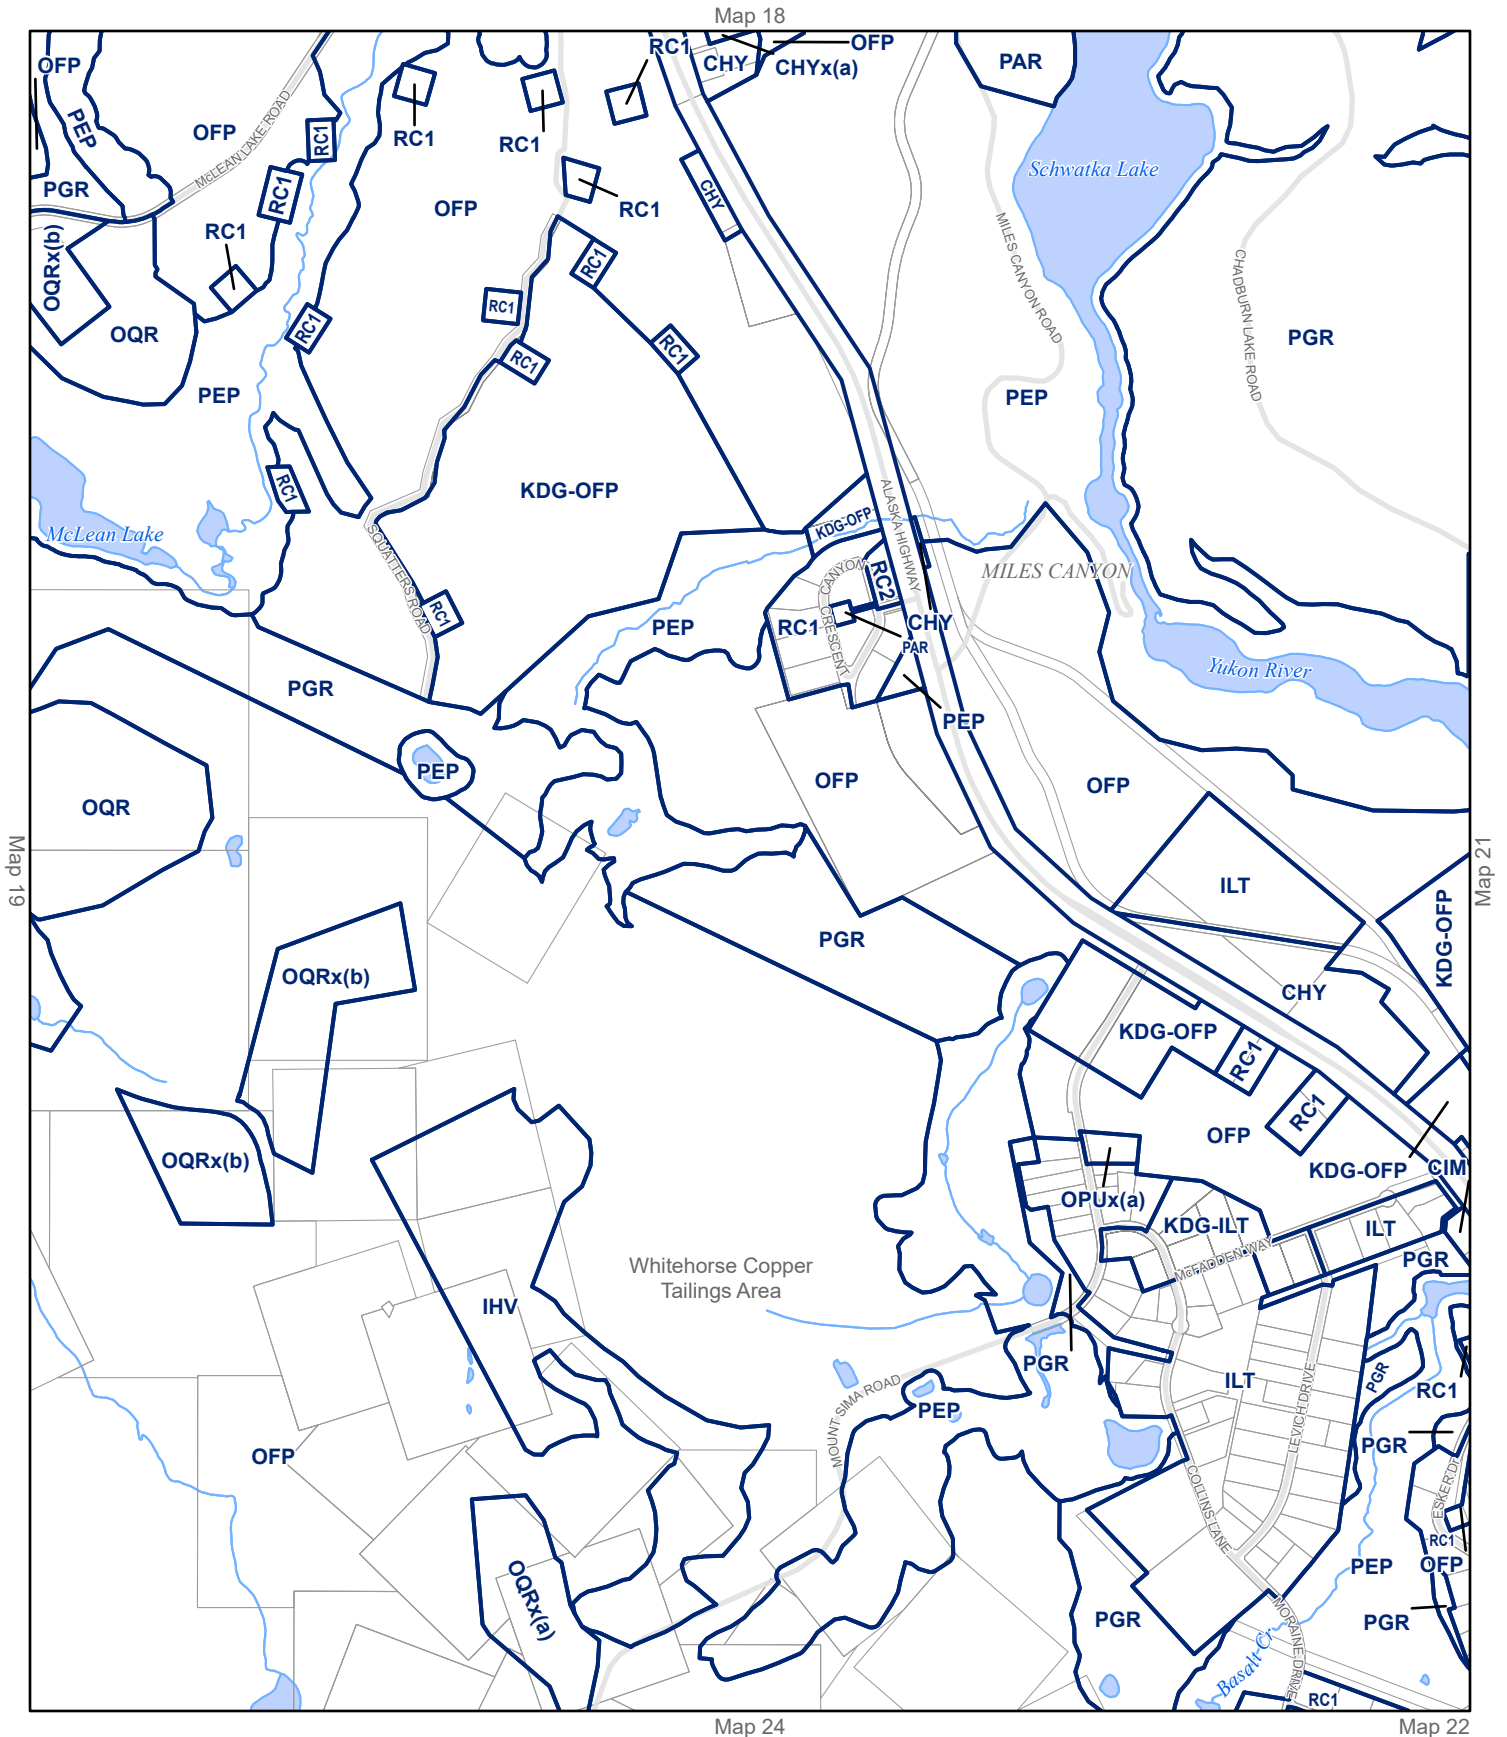 Map 18
OFP
RC1
OFP
CHY
CHYx(a)
PAR
PEP
OFP
McLEAN LAKE ROAD
RC1
RC1
RC1
Schwatka Lake
PGR
RC1
OFP
RC1
CHY
RC1
OQRx(b)
RC1
MILES CANYON ROAD
CHADBURN LAKE ROAD
RC1
RC1
OQR
RC1
RC1
RC1
PGR
PEP
PEP
RC1
KDG-OFP
ALASKA HIGHWAY
McLean Lake
KDG-OFP
SQUATTERS ROAD
CANYON
CRESCENT
RC2
MILES CANYON
RC1
PEP
RC1
CHY
PAR
Yukon River
PGR
PEP
PEP
OFP
OFP
OQR
Map 19
Map 21
ILT
PGR
KDG-OFP
OQRx(b)
CHY
KDG-OFP
RC1
RC1
OFP
OQRx(b)
KDG-OFP
CIM
OPUx(a)
KDG-ILT
ILT
McFADDEN WAY
PGR
Whitehorse Copper
Tailings Area
IHV
PGR
ILT
PGR
RC1
MOUNT SIMA ROAD
PEP
LEVICH DRIVE
OFP
PGR
COLLINS LANE
ESKER DR
RC1
OQRx(a)
PEP
OFP
PGR
PGR
MORAINE DRIVE
Basalt Cr.
RC1
Map 24
Map 22